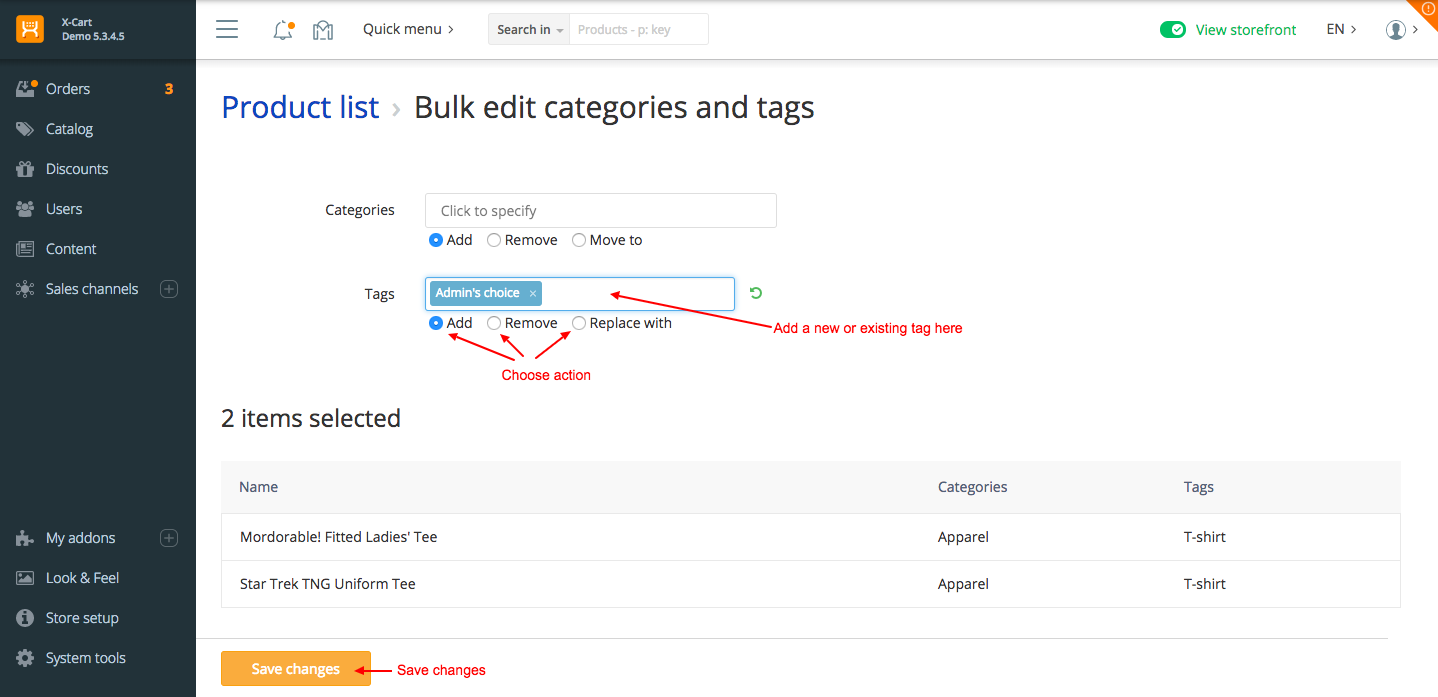 X-Cart
Demo 5.3.4.5
Quick menu
Search in
Products - p: key
View storefront
EN
Orders 3
Catalog
Discounts
Users
Content
Sales channels
My addons
Look & Feel
Store setup
System tools
Product list › Bulk edit categories and tags
Categories
Click to specify
Add Remove Move to
Tags
Admin's choice ×
Add Remove Replace with
Add a new or existing tag here
Choose action
2 items selected
Name Categories Tags
Mordorable! Fitted Ladies' Tee Apparel T-shirt
Star Trek TNG Uniform Tee Apparel T-shirt
Save changes
Save changes